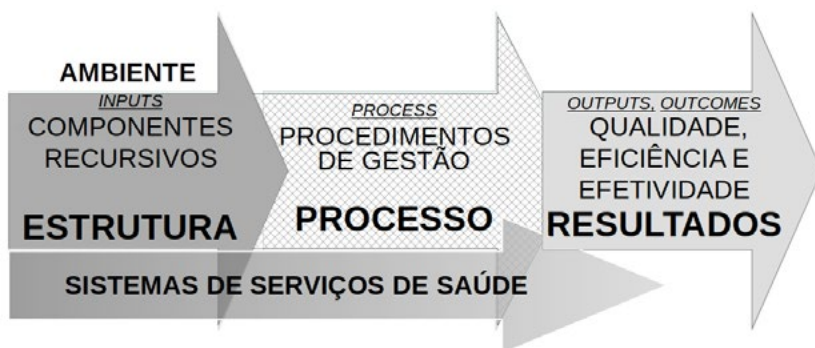 AMBIENTE
INPUTS
COMPONENTES
RECURSIVOS
ESTRUTURA
PROCESS
PROCEDIMENTOS
DE GESTÃO
PROCESSO
OUTPUTS, OUTCOMES
QUALIDADE,
EFICIÊNCIA E
EFETIVIDADE
RESULTADOS
SISTEMAS DE SERVIÇOS DE SAÚDE